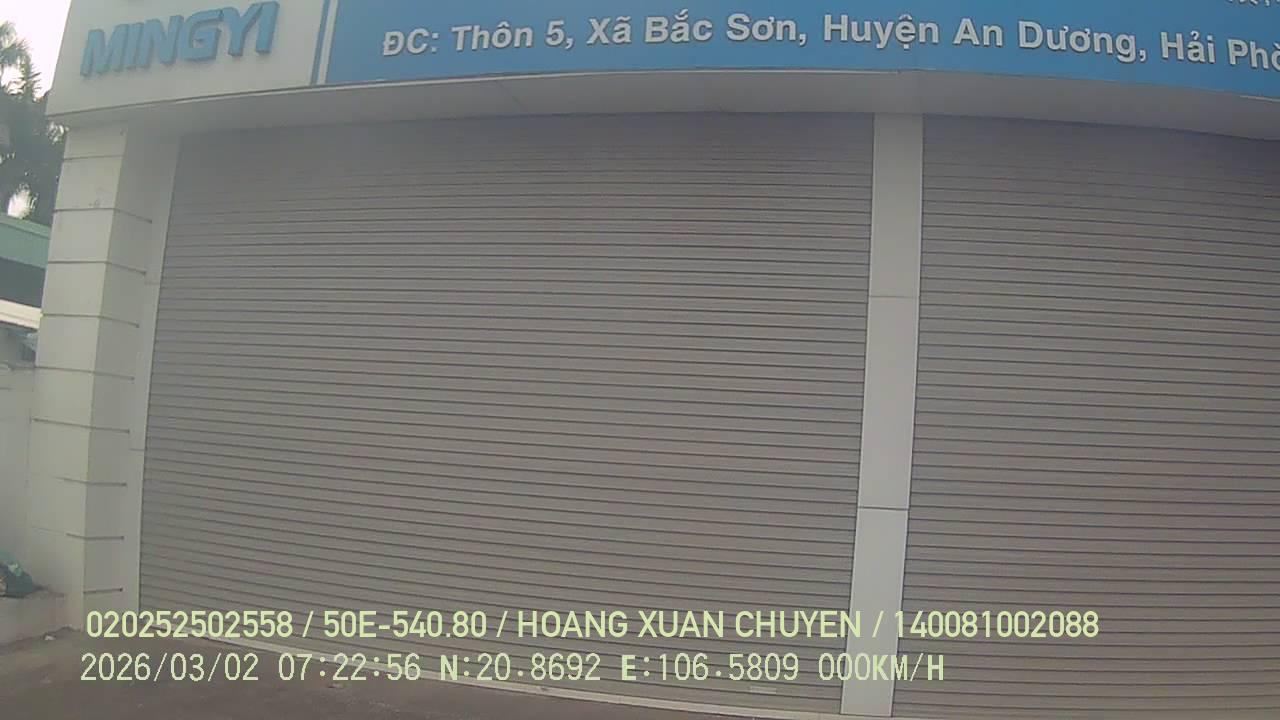 MINGYI
ĐC: Thôn 5, Xã Bắc Sơn, Huyện An Dương, Hải
020252502558 / 50E-540.80 / HOANG XUAN CHUYEN / 140081002088
2026/03/02 07:22:56 N:20.8692 E:106.5809 000KM/H